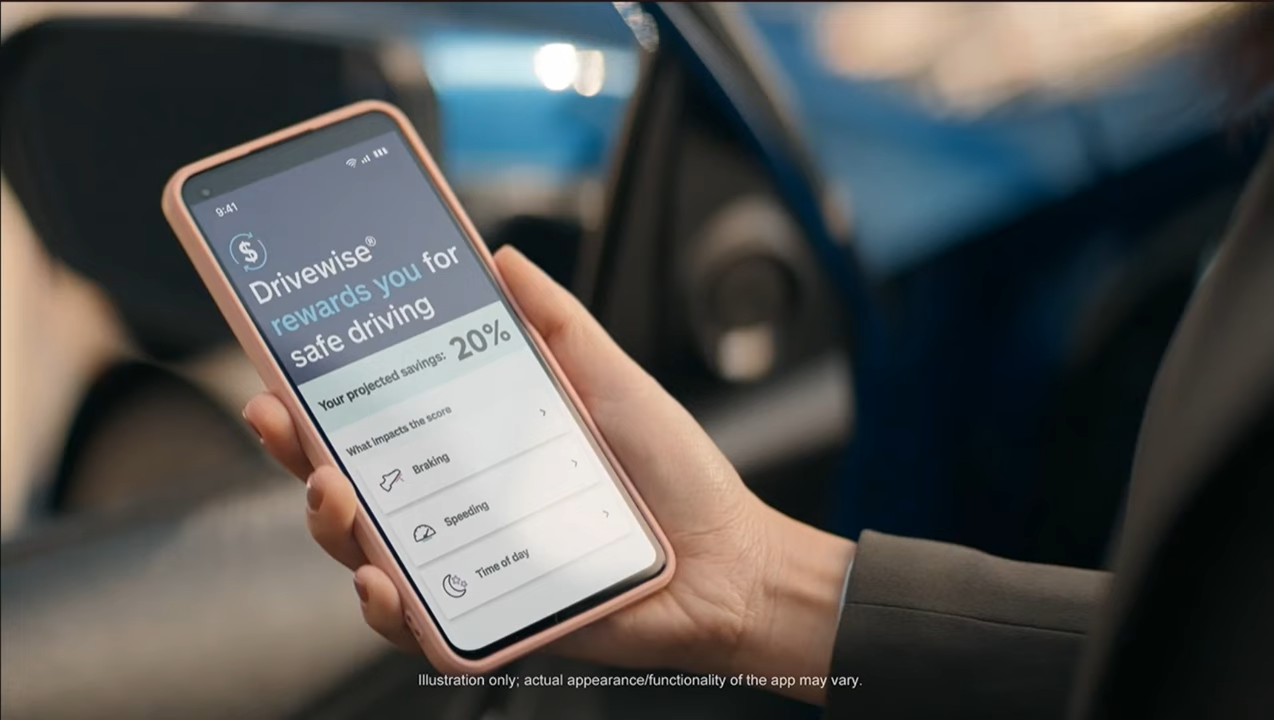 9:41
$
Drivewise®
rewards you for
safe driving
Your projected savings: 20%
What impacts the score
Braking
Speeding
Time of day
Illustration only; actual appearance/functionality of the app may vary.